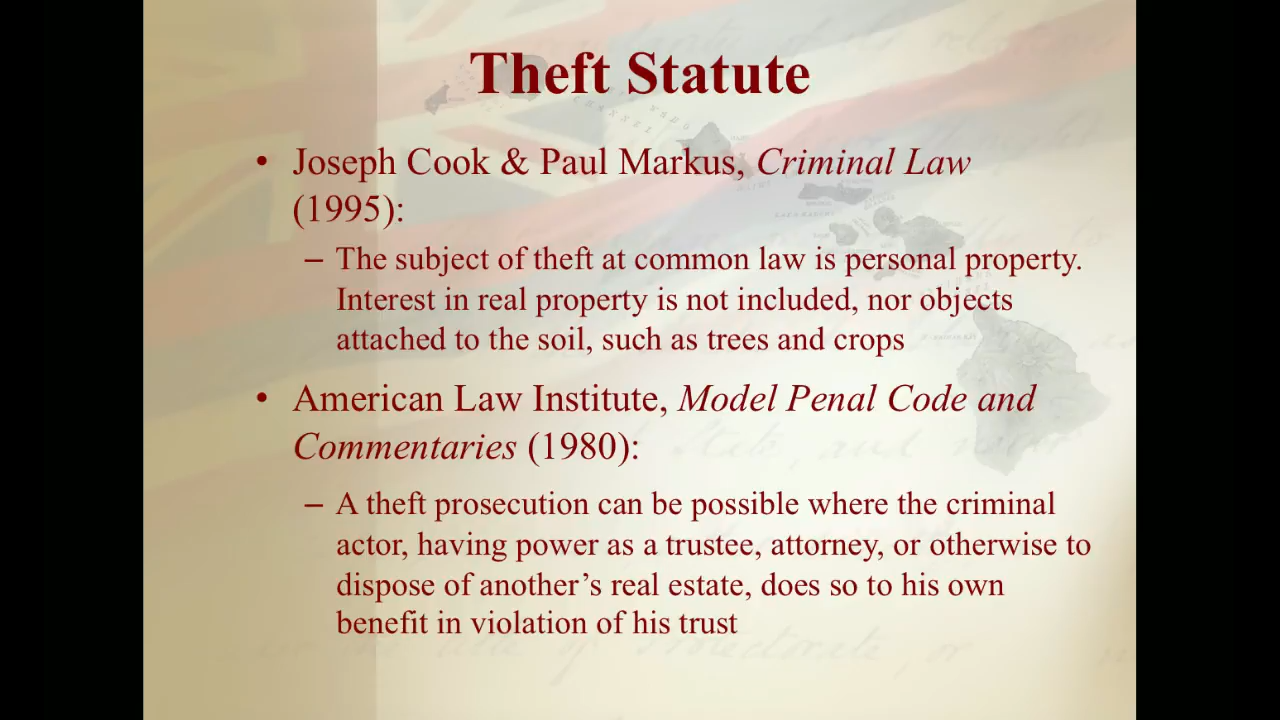 Theft Statute
• Joseph Cook & Paul Markus, Criminal Law
(1995):
– The subject of theft at common law is personal property.
Interest in real property is not included, nor objects
attached to the soil, such as trees and crops
• American Law Institute, Model Penal Code and
Commentaries (1980):
– A theft prosecution can be possible where the criminal
actor, having power as a trustee, attorney, or otherwise to
dispose of another’s real estate, does so to his own
benefit in violation of his trust